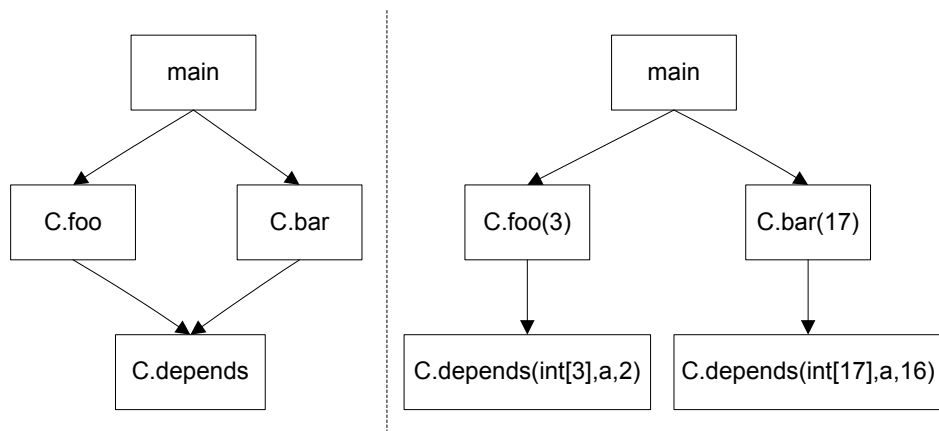 main
C.foo
C.bar
C.depends
main
C.foo(3)
C.bar(17)
C.depends(int[3],a,2)
C.depends(int[17],a,16)